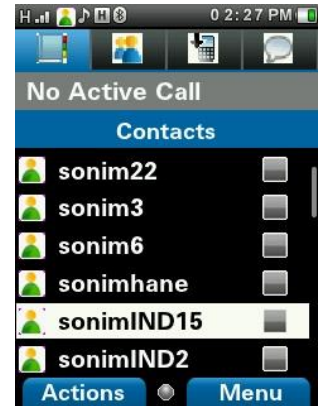 H 02:27 PM
No Active Call
Contacts
sonim22
sonim3
sonim6
sonimhane
sonimIND15
sonimIND2
Actions Menu